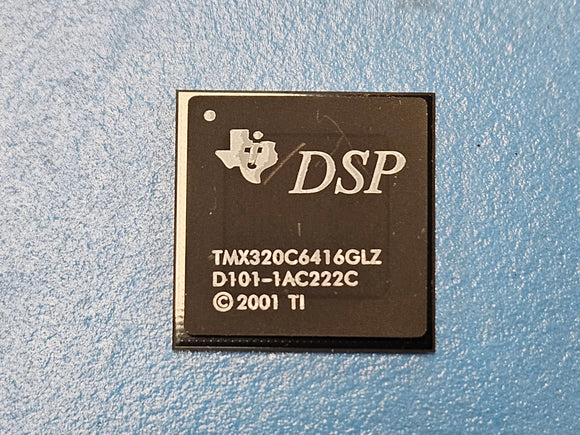 DSP
TMX320C6416GLZ
D101-1AC222C
© 2001 TI